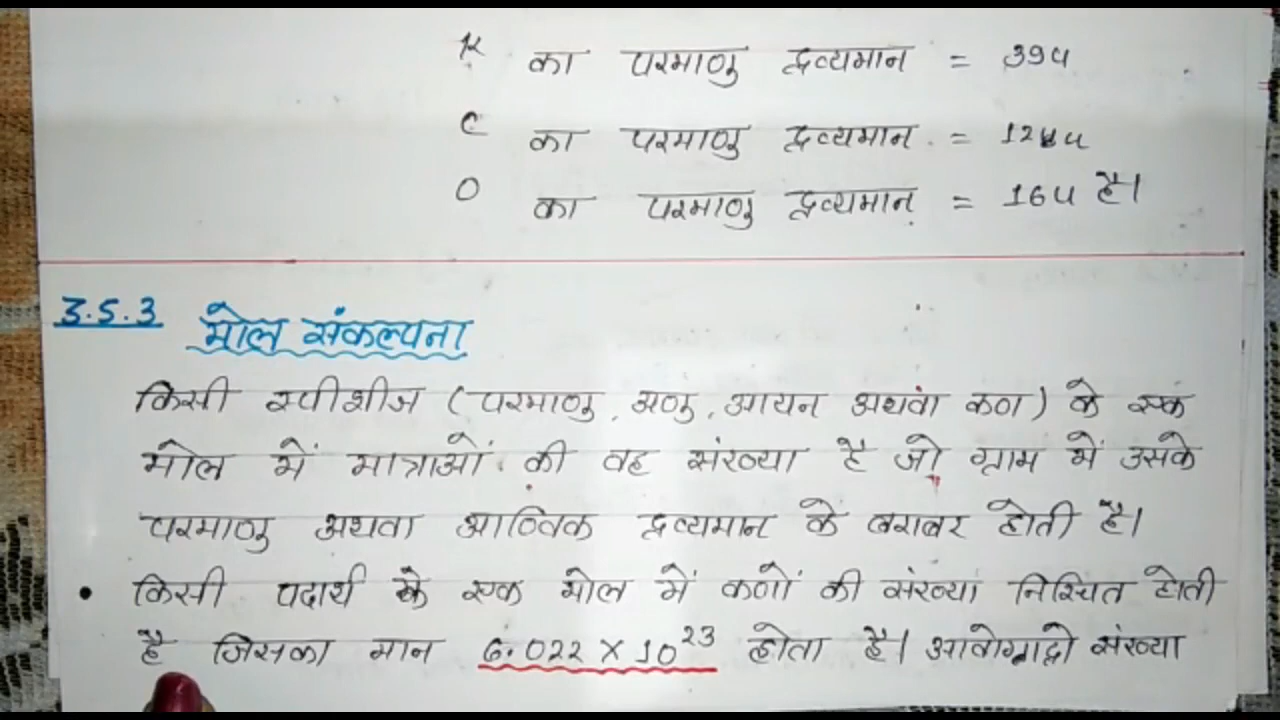 K का परमाणु द्रव्यमान = 39u
C का परमाणु द्रव्यमान = 12u
O का परमाणु द्रव्यमान = 16u है।
3.5.3 मोल संकल्पना
किसी स्पीशीज (परमाणु, अणु, आयन अथवा कण) के एक
मोल में मात्राओं की वह संख्या है जो ग्राम में उसके
परमाणु अथवा आण्विक द्रव्यमान के बराबर होती है।
• किसी पदार्थ के एक मोल में कणों की संख्या निश्चित होती
है जिसका मान 6.022 × 10²³ होता है। आवोगाद्रो संख्या